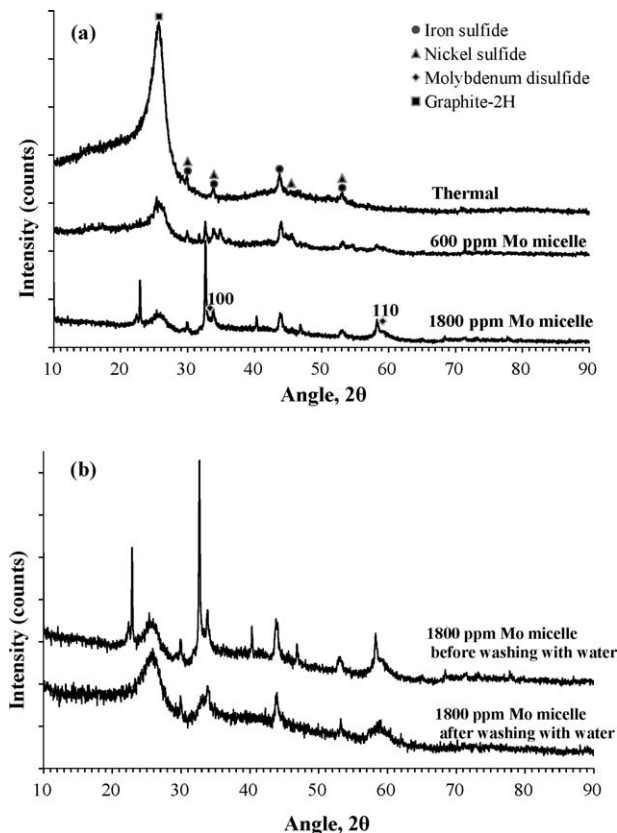 (a)
Iron sulfide
Nickel sulfide
Molybdenum disulfide
Graphite-2H
Thermal
600 ppm Mo micelle
100
110
1800 ppm Mo micelle
Intensity (counts)
10 20 30 40 50 60 70 80 90
Angle, 2θ
(b)
1800 ppm Mo micelle
before washing with water
1800 ppm Mo micelle
after washing with water
Intensity (counts)
10 20 30 40 50 60 70 80 90
Angle, 2θ